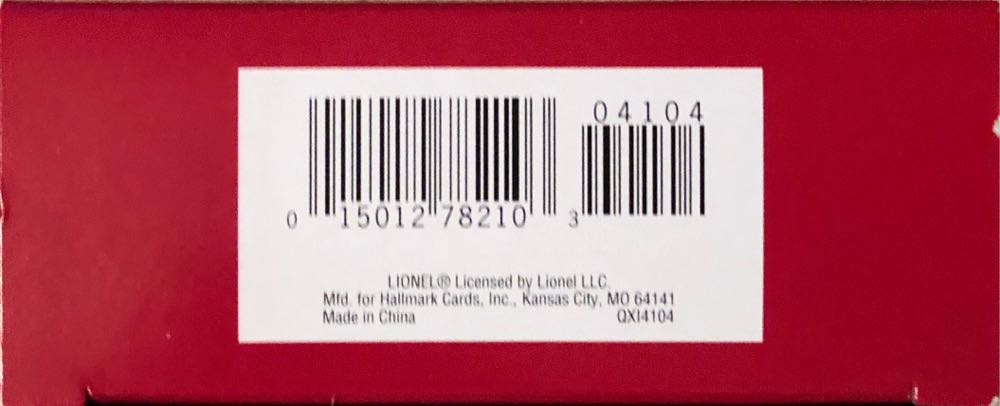 04104
0 15012 78210 3
LIONEL® Licensed by Lionel LLC.
Mfd. for Hallmark Cards, Inc., Kansas City, MO 64141
Made in China QXI4104